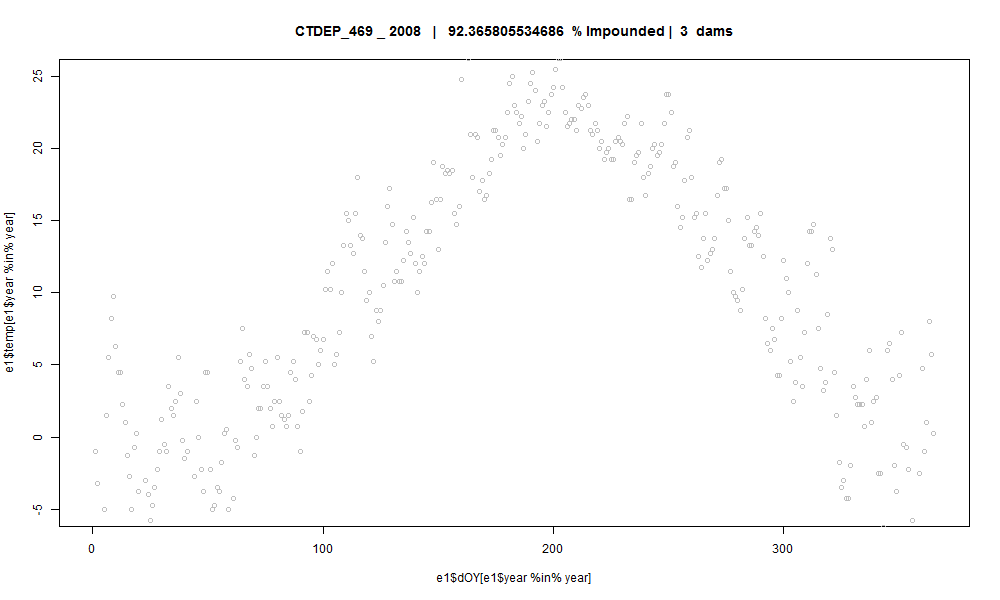 CTDEP_469 _ 2008 | 92.365805534686 % Impounded | 3 dams
25
20
15
10
5
0
-5
e1$temp[e1$year %in% year]
0 100 200 300
e1$dOY[e1$year %in% year]